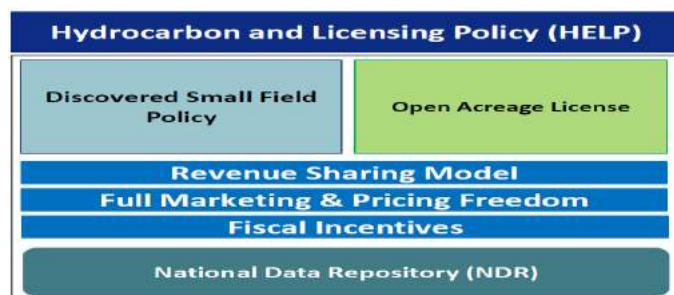 Hydrocarbon and Licensing Policy (HELP)
Discovered Small Field
Policy
Open Acreage License
Revenue Sharing Model
Full Marketing & Pricing Freedom
Fiscal Incentives
National Data Repository (NDR)